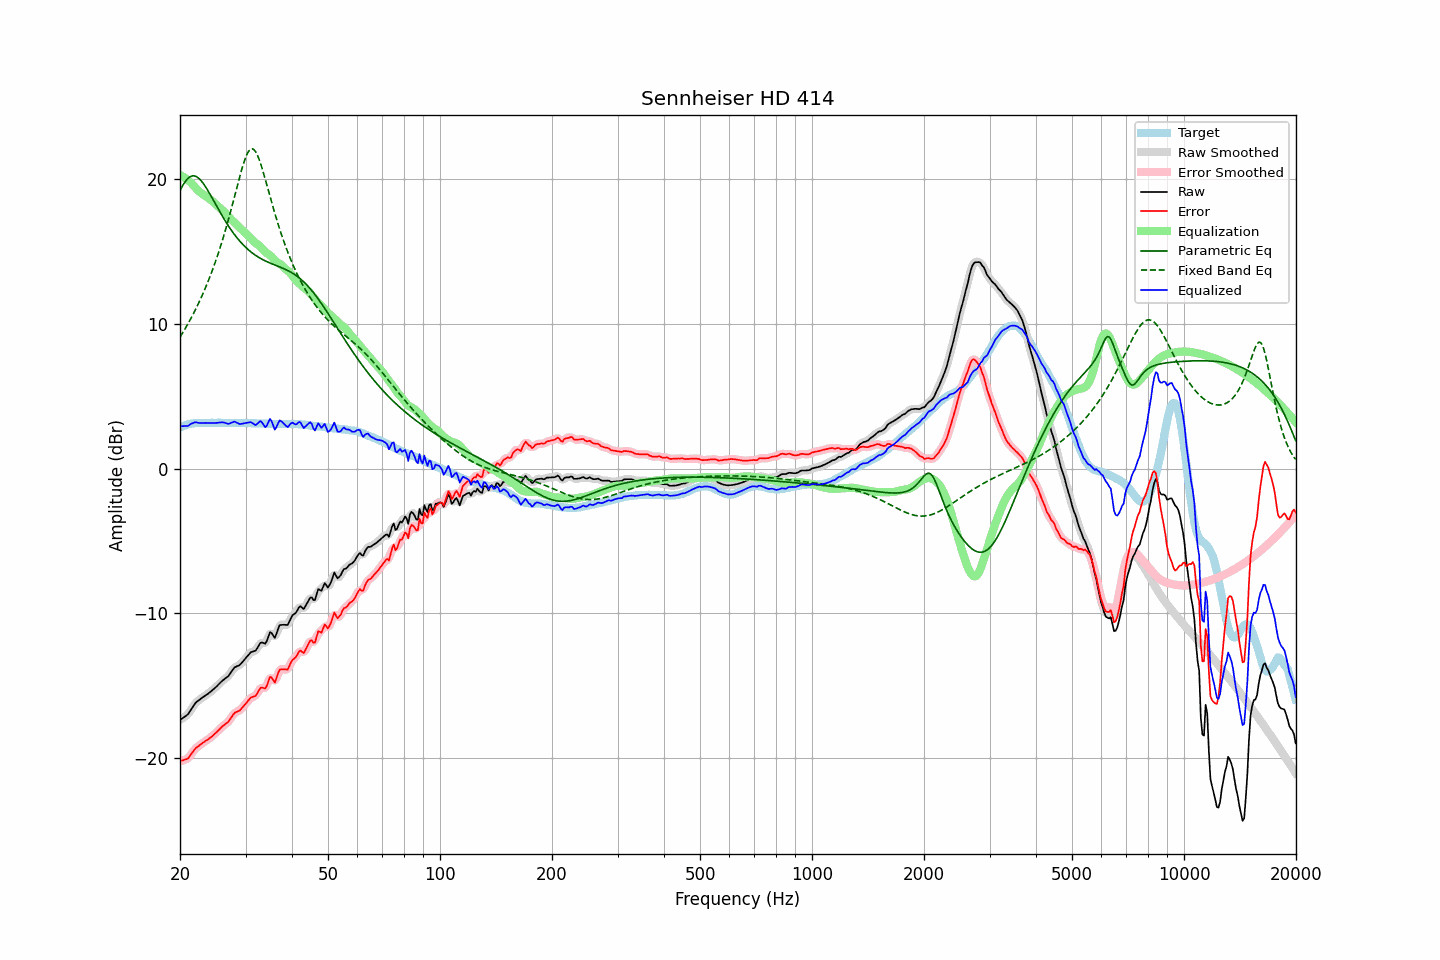 Sennheiser HD 414
Amplitude (dBr)
20
10
0
−10
−20
Target
Raw Smoothed
Error Smoothed
Raw
Error
Equalization
Parametric Eq
Fixed Band Eq
Equalized
20 50 100 200 500 1000 2000 5000 10000 20000
Frequency (Hz)